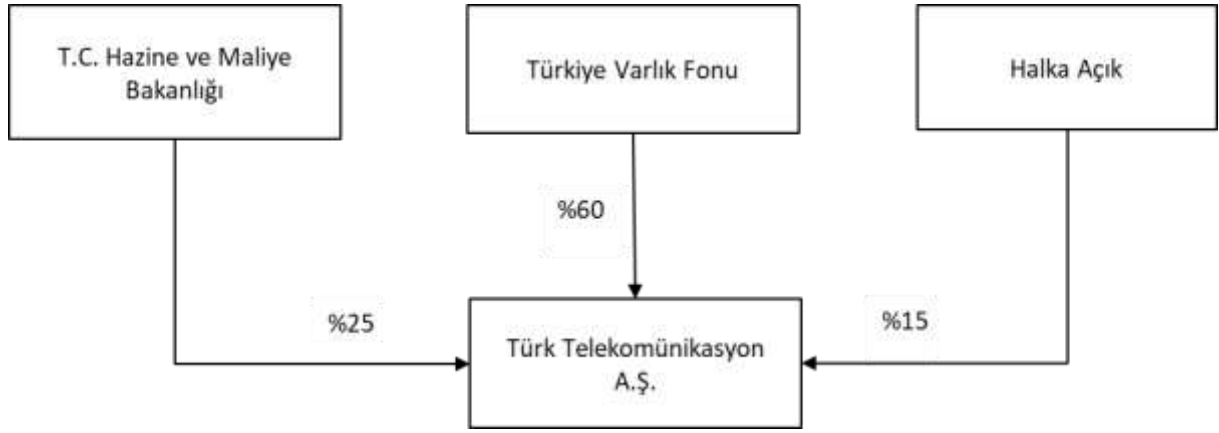 T.C. Hazine ve Maliye
Bakanlığı
Türkiye Varlık Fonu
Halka Açık
%60
%25
%15
Türk Telekomünikasyon
A.Ş.